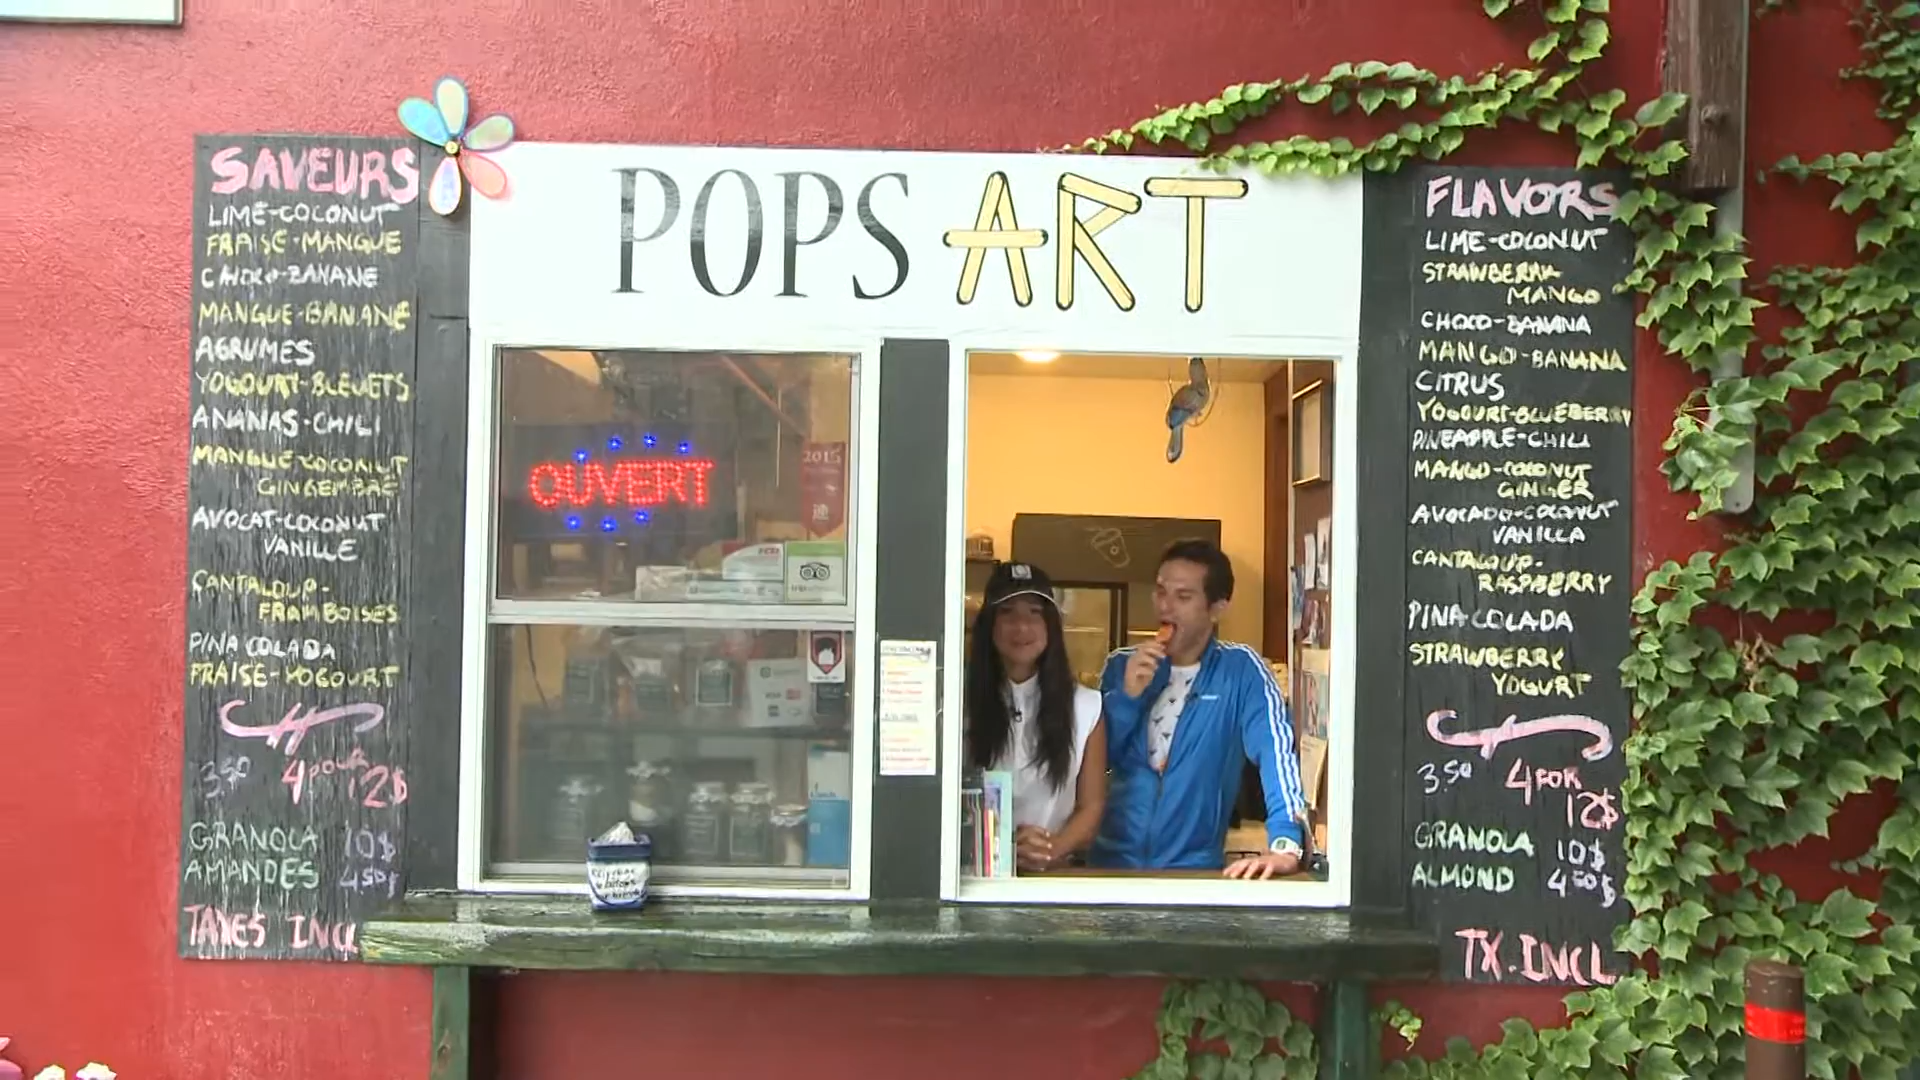 SAVEURS
LIME-COCONUT
FRAISE-MANGUE
CHOCO-BANANE
MANGUE-BANANE
AGRUMES
YOGOURT-BLEUETS
ANANAS-CHILI
MANGUE-COCONUT
GINGEMBRE
AVOCAT-COCONUT
VANILLE
CANTALOUP-
FRAMBOISES
PINA COLADA
FRAISE-YOGOURT
3.50 4 POUR 12$
GRANOLA 10$
AMANDES 4.50$
TAXES INCL
POPS ART
OUVERT
2015
FLAVORS
LIME-COCONUT
STRAWBERRY
MANGO
CHOCO-BANANA
MANGO-BANANA
CITRUS
YOGOURT-BLUEBERRY
PINEAPPLE-CHILI
MANGO-COCONUT
GINGER
AVOCADO-COCONUT
VANILLA
CANTALOUP-
RASPBERRY
PINA COLADA
STRAWBERRY
YOGURT
3.50 4 FOR
12$
GRANOLA 10$
ALMOND 4.50$
TX. INCL